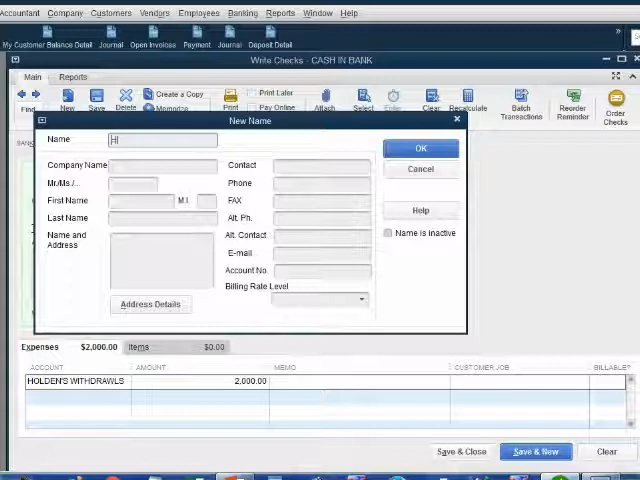 Accountant Company Customers Vendors Employees Banking Reports Window Help
My Customer Balance Detail Journal Open Invoices Payment Journal Deposit Detail
Write Checks - CASH IN BANK
Main Reports
Find New Save Delete Create a Copy Memorize Print Print Later Pay Online Attach Select Enter Clear Recalculate Batch Transactions Reorder Reminder Order Checks
New Name
Name H
OK
Company Name Contact Cancel
Mr./Ms./... Phone
First Name M.I. FAX
Help
Last Name Alt. Ph.
Name and Address Alt. Contact Name is inactive
E-mail
Account No.
Billing Rate Level
Address Details
Expenses $2,000.00 Items $0.00
ACCOUNT AMOUNT MEMO CUSTOMER:JOB BILLABLE?
HOLDEN'S WITHDRAWLS 2,000.00
Save & Close Save & New Clear